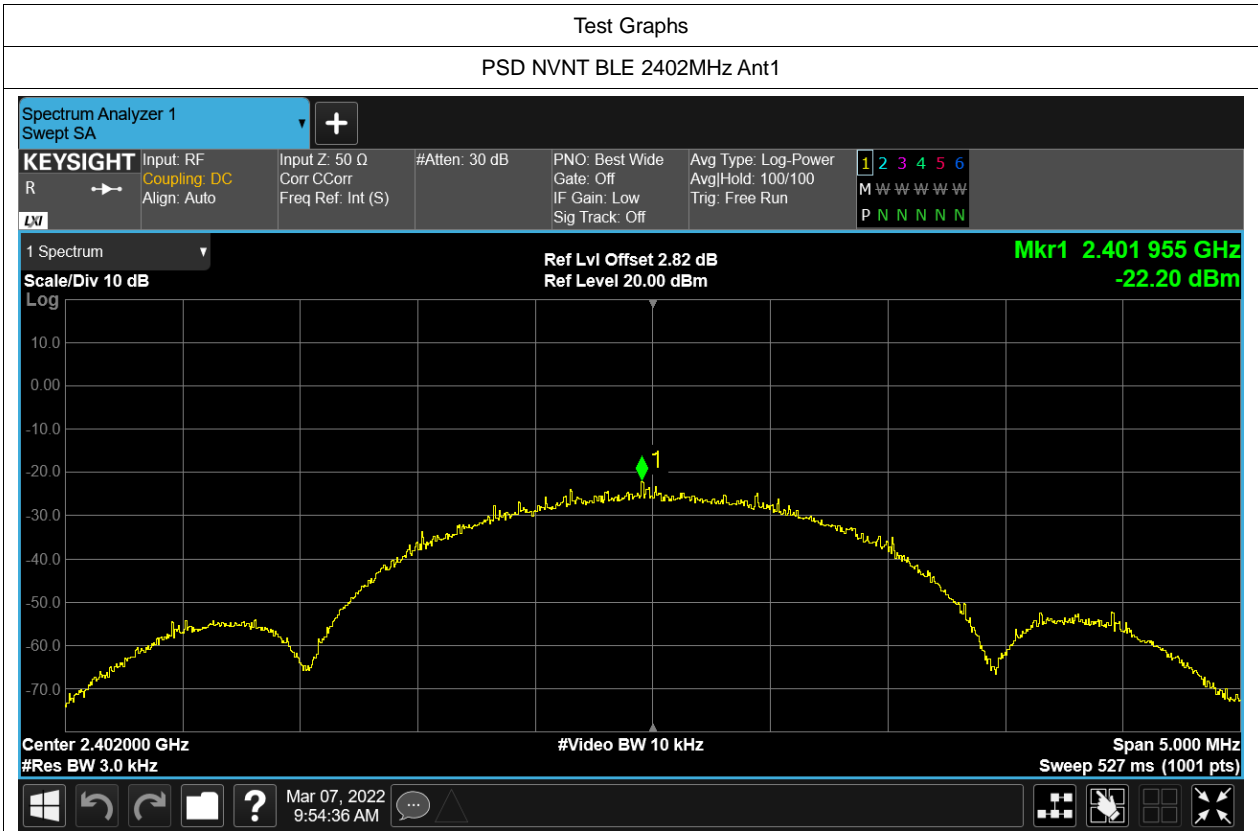 Test Graphs
PSD NVNT BLE 2402MHz Ant1
Spectrum Analyzer 1
Swept SA
KEYSIGHT
R
LXI
Input: RF
Coupling: DC
Align: Auto
Input Z: 50 Ω
Corr CCorr
Freq Ref: Int (S)
#Atten: 30 dB
PNO: Best Wide
Gate: Off
IF Gain: Low
Sig Track: Off
Avg Type: Log-Power
Avg|Hold: 100/100
Trig: Free Run
1 2 3 4 5 6
M W W W W W
P N N N N N
1 Spectrum
Scale/Div 10 dB
Log
Ref Lvl Offset 2.82 dB
Ref Level 20.00 dBm
Mkr1 2.401 955 GHz
-22.20 dBm
10.0
0.00
-10.0
-20.0
-30.0
-40.0
-50.0
-60.0
-70.0
1
Center 2.402000 GHz
#Res BW 3.0 kHz
#Video BW 10 kHz
Span 5.000 MHz
Sweep 527 ms (1001 pts)
?
Mar 07, 2022
9:54:36 AM